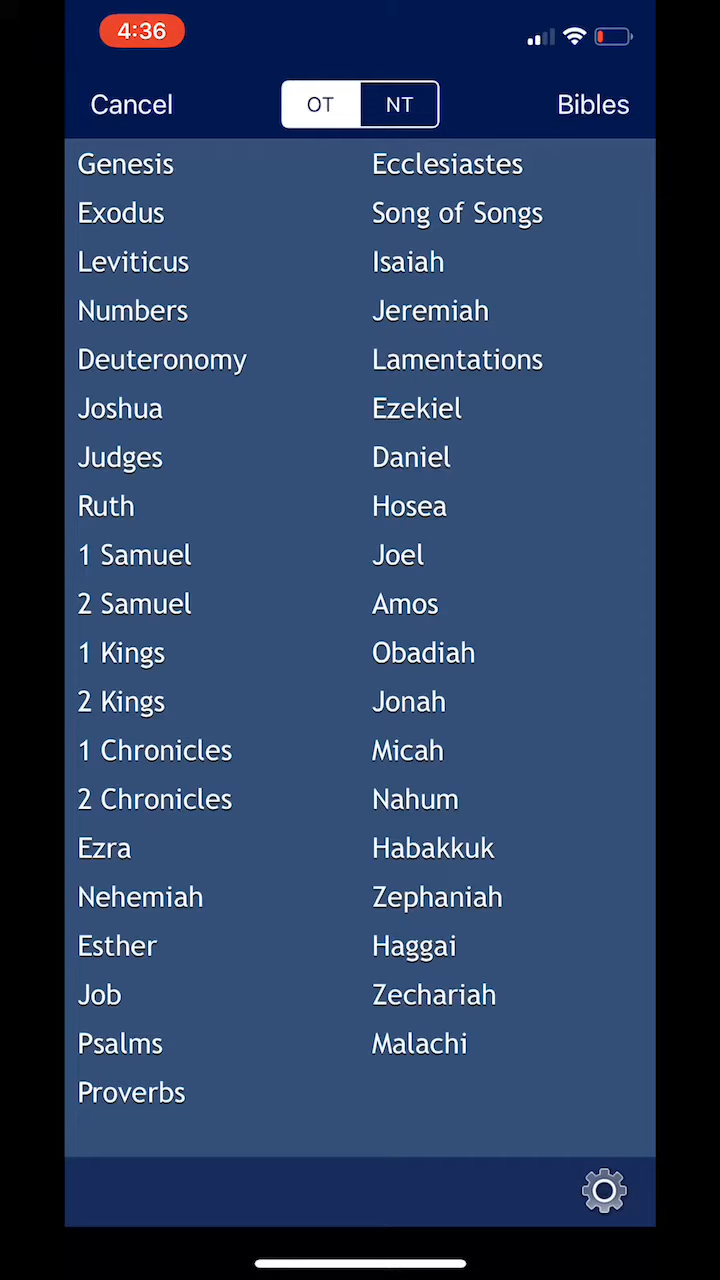 4:36
Cancel OT NT Bibles
Genesis
Exodus
Leviticus
Numbers
Deuteronomy
Joshua
Judges
Ruth
1 Samuel
2 Samuel
1 Kings
2 Kings
1 Chronicles
2 Chronicles
Ezra
Nehemiah
Esther
Job
Psalms
Proverbs
Ecclesiastes
Song of Songs
Isaiah
Jeremiah
Lamentations
Ezekiel
Daniel
Hosea
Joel
Amos
Obadiah
Jonah
Micah
Nahum
Habakkuk
Zephaniah
Haggai
Zechariah
Malachi